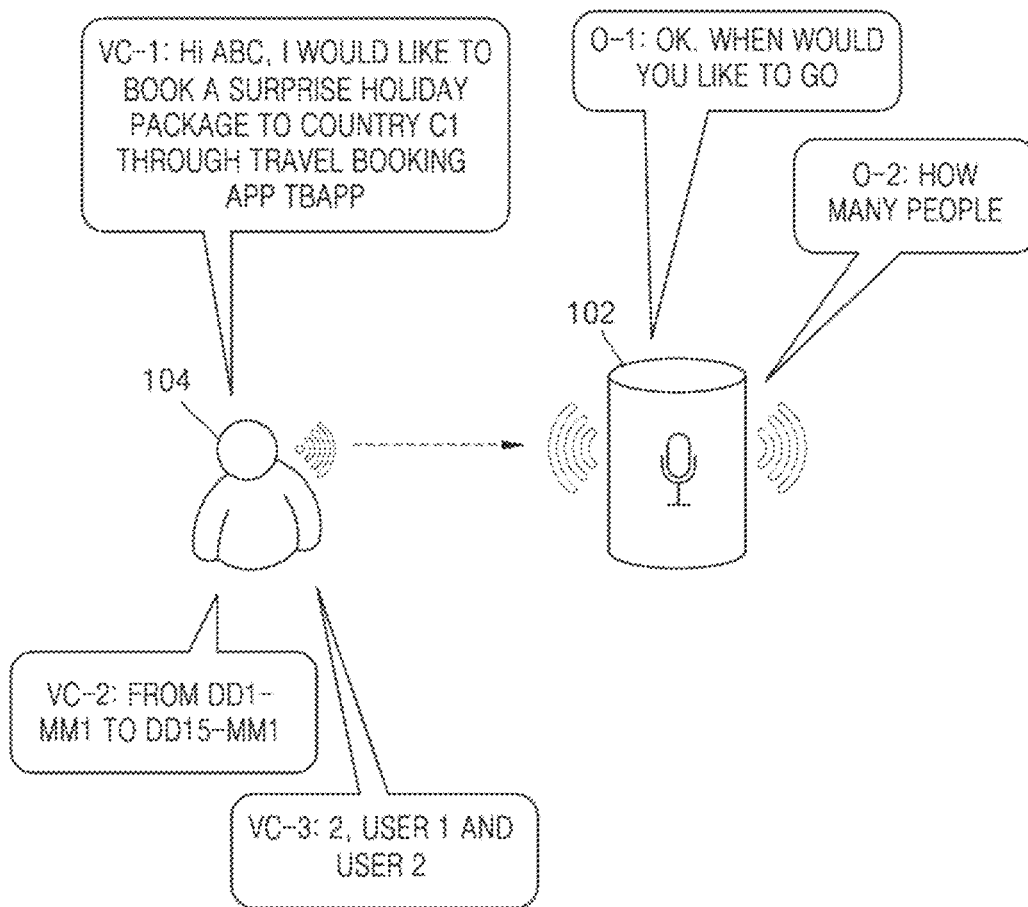 VC-1: Hi ABC, I WOULD LIKE TO
BOOK A SURPRISE HOLIDAY
PACKAGE TO COUNTRY C1
THROUGH TRAVEL BOOKING
APP TBAPP
O-1: OK. WHEN WOULD
YOU LIKE TO GO
O-2: HOW
MANY PEOPLE
102
104
VC-2: FROM DD1-
MM1 TO DD15-MM1
VC-3: 2, USER 1 AND
USER 2